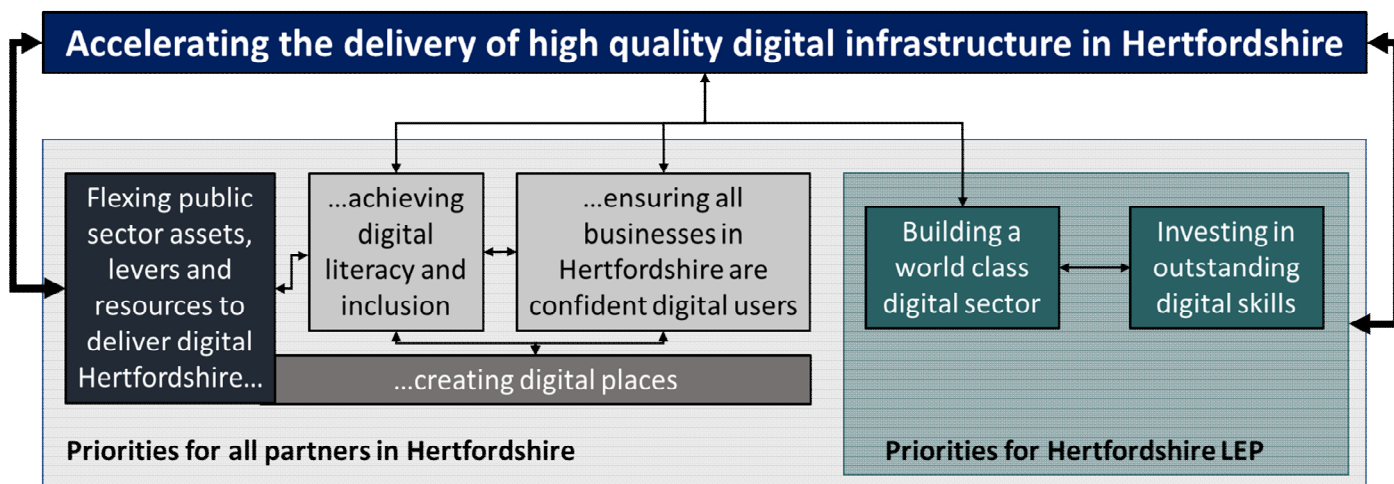 Accelerating the delivery of high quality digital infrastructure in Hertfordshire
Flexing public
sector assets,
levers and
resources to
deliver digital
Hertfordshire...
...achieving
digital
literacy and
inclusion
...ensuring all
businesses in
Hertfordshire are
confident digital users
...creating digital places
Building a
world class
digital sector
Investing in
outstanding
digital skills
Priorities for all partners in Hertfordshire
Priorities for Hertfordshire LEP